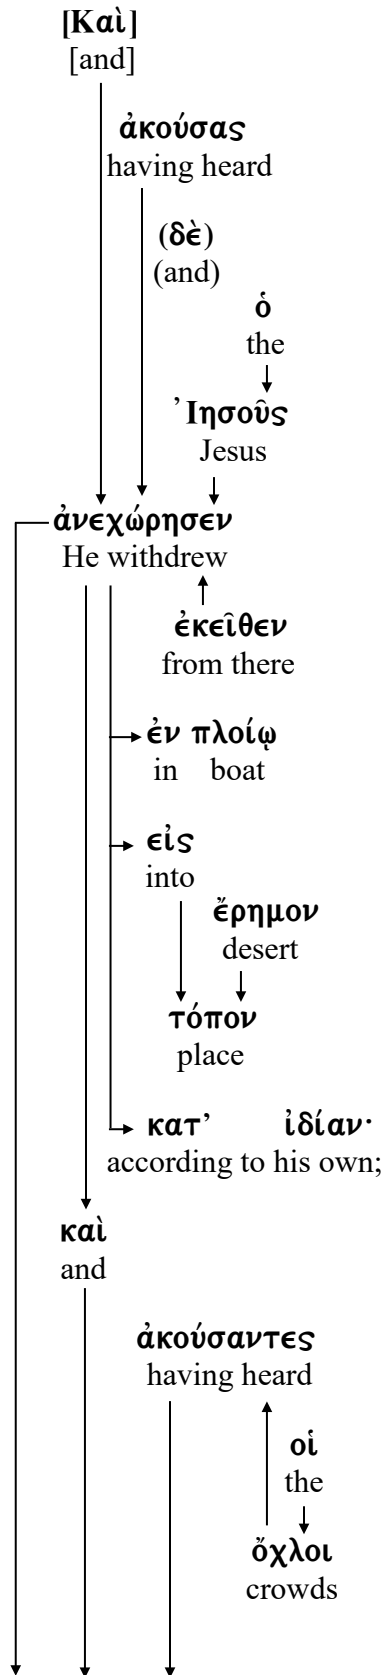 [Καὶ]
[and]
ἀκούσας
having heard
(δὲ)
(and)
ὁ
the
Ἰησοῦς
Jesus
ἀνεχώρησεν
He withdrew
ἐκεῖθεν
from there
ἐν πλοίῳ
in boat
εἰς
into
ἔρημον
desert
τόπον
place
κατ’ ἰδίαν·
according to his own;
καὶ
and
ἀκούσαντες
having heard
οἱ
the
ὄχλοι
crowds